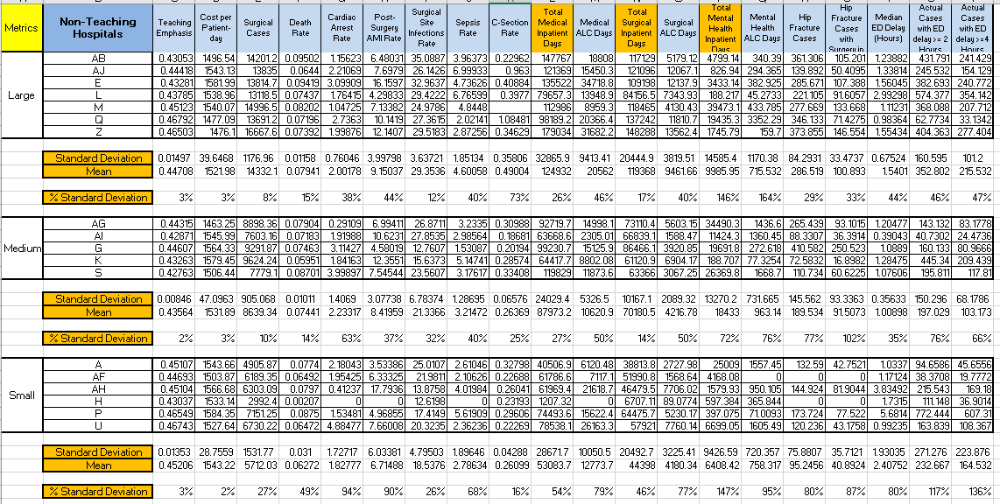 Metrics Non-Teaching Hospitals Teaching Emphasis Cost per Patient-day Surgical Cases Death Rate Cardiac Arrest Rate Post-Surgery AMI Rate Surgical Site Infections Rate Sepsis Rate C-Section Rate Total Medical Inpatient Days Medical ALC Days Total Surgical Inpatient Days Surgical ALC Days Total Mental Health Inpatient Days Mental Health ALC Days Hip Fracture Cases Hip Fracture Cases with Median ED Delay (Hours) Actual Cases with ED delay >= 2 Hours Actual Cases with ED delay >=4 Hours
Large
AB 0.43053 1496.54 14201.2 0.09502 1.15623 6.48031 35.0887 3.96373 0.22962 147767 18808 117129 5179.12 4799.14 340.39 361.306 105.201 1.23882 431.791 241.429
AJ 0.44418 1543.13 13835 0.0644 2.21069 7.6979 26.1426 6.99933 0.963 121369 15450.3 121096 12067.1 826.94 294.365 139.892 50.4095 1.33814 245.532 154.129
E 0.43281 1581.99 13814.7 0.09419 3.09909 16.1597 32.9637 4.73626 0.40884 135522 34718.8 109198 12137.9 3433.14 382.925 285.671 107.388 1.56045 382.693 240.772
L 0.43785 1538.96 13118.5 0.07437 1.76415 4.29833 29.4222 6.76599 0.3977 79657.3 13948.9 84156.5 7343.93 188.217 45.2733 221.105 91.6057 2.99298 574.377 354.142
M 0.45123 1540.07 14996.5 0.08202 1.04725 7.13382 24.9786 4.8448 112986 8959.3 118465 4130.43 39473.1 433.785 277.669 133.668 1.11231 368.088 207.712
Q 0.46792 1477.09 13691.2 0.07196 2.7363 10.1419 27.3615 2.02141 1.08481 98189.2 20366.4 137242 11810.7 19435.3 3352.29 346.133 71.4275 0.98364 62.7734 33.1342
Z 0.46503 1476.1 16667.6 0.07392 1.99876 12.1407 29.5183 2.87256 0.34629 179034 31682.2 148288 13562.4 1745.79 159.7 373.855 146.554 1.55434 404.363 277.404
Standard Deviation 0.01497 39.6468 1176.96 0.01158 0.76046 3.99798 3.63721 1.85134 0.35806 32865.9 9413.41 20444.9 3819.51 14585.4 1170.38 84.2931 33.4737 0.67524 160.595 101.2
Mean 0.44708 1521.98 14332.1 0.07941 2.00178 9.15037 29.3536 4.60058 0.49004 124932 20562 119368 9461.66 9985.95 715.532 286.519 100.893 1.5401 352.802 215.532
% Standard Deviation 3% 3% 8% 15% 38% 44% 12% 40% 73% 26% 46% 17% 40% 146% 164% 29% 33% 44% 46% 47%
Medium
AG 0.44315 1463.25 8898.36 0.07904 0.29109 6.99411 26.8711 3.2335 0.30988 92719.7 14998.1 73110.4 5603.15 34490.3 1436.6 265.439 93.1015 1.20477 143.132 83.1778
AI 0.42871 1545.99 7603.16 0.07183 1.91988 10.6231 27.8535 2.98564 0.18681 63668.6 2305.01 66839.1 1588.47 11424.3 1360.45 88.3307 36.3914 0.39043 40.7302 24.4736
G 0.44607 1564.33 9291.87 0.07463 3.11427 4.58019 12.7607 1.53087 0.20194 99230.7 15125.9 86466.1 3920.85 19691.8 272.618 410.582 250.523 1.0889 160.133 80.9666
K 0.43263 1579.45 9624.24 0.05951 1.84163 12.3551 15.6373 5.14741 0.28574 64417.7 8802.08 61120.9 6904.17 188.707 77.3254 72.5832 16.8982 1.28475 445.34 209.439
S 0.42763 1506.44 7779.1 0.08701 3.99897 7.54544 23.5607 3.17617 0.33408 119829 11873.6 63366 3067.25 26369.8 1668.7 110.734 60.6225 1.07606 195.811 117.81
Standard Deviation 0.00846 47.0963 905.068 0.01011 1.4069 3.07738 6.78374 1.28695 0.06576 24029.4 5326.5 10167.1 2089.32 13270.2 731.665 145.562 93.3363 0.35633 150.296 68.1786
Mean 0.43564 1531.89 8639.34 0.07441 2.23317 8.41959 21.3366 3.21472 0.26369 87973.2 10620.9 70180.5 4216.78 18433 963.14 189.534 91.5073 1.00898 197.029 103.173
% Standard Deviation 2% 3% 10% 14% 63% 37% 32% 40% 25% 27% 50% 14% 50% 72% 76% 77% 102% 35% 76% 66%
Small
A 0.45107 1543.66 4905.87 0.0774 2.18043 3.53386 25.0107 2.61046 0.32798 40506.9 6120.48 38813.8 2727.98 25009 1557.45 132.59 42.7521 1.0337 94.6586 45.6556
AF 0.44693 1503.87 6189.35 0.06492 1.95425 6.33325 21.9811 2.10626 0.22688 61786.6 7117.1 51990.8 1568.64 4168.08 0 0 0 1.17124 38.3708 19.7772
AH 0.45104 1566.68 6303.09 0.0797 0.41237 17.7936 13.8758 4.01984 0.26041 61969.4 21618.7 46479.5 7706.02 1579.93 950.105 144.924 81.9044 3.83492 215.543 169.18
H 0.43037 1533.14 2992.4 0.00207 0 0 12.6198 0 0.23193 1207.32 0 6707.11 89.0774 597.384 365.844 0 0 1.7315 111.148 36.9014
P 0.46549 1584.35 7151.25 0.0875 1.53481 4.96855 17.4149 5.61909 0.29606 74493.6 15622.4 64475.7 5230.17 397.075 71.0093 173.724 77.522 5.6814 772.444 607.31
U 0.46743 1527.64 6730.22 0.06472 4.88477 7.66008 20.3235 2.36236 0.22269 78538.1 26163.3 57921 7760.14 6699.05 1605.49 120.236 43.1758 0.99235 163.839 108.367
Standard Deviation 0.01353 28.7559 1531.77 0.031 1.72717 6.03381 4.79503 1.89646 0.04288 28671.7 10050.5 20492.7 3225.41 9426.59 720.357 75.8807 35.7121 1.93035 271.276 223.876
Mean 0.45206 1543.22 5712.03 0.06272 1.82777 6.71488 18.5376 2.78634 0.26099 53083.7 12773.7 44398 4180.34 6408.42 758.317 95.2456 40.8924 2.40752 232.667 164.532
% Standard Deviation 3% 2% 27% 49% 94% 90% 26% 68% 16% 54% 79% 46% 77% 147% 95% 80% 87% 80% 117% 136%